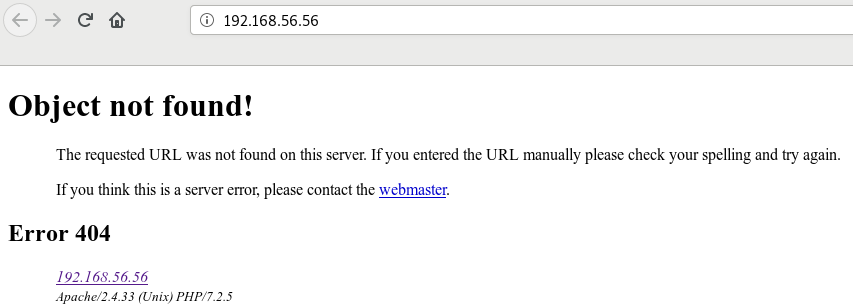 192.168.56.56
Object not found!
The requested URL was not found on this server. If you entered the URL manually please check your spelling and try again.
If you think this is a server error, please contact the webmaster.
Error 404
192.168.56.56
Apache/2.4.33 (Unix) PHP/7.2.5